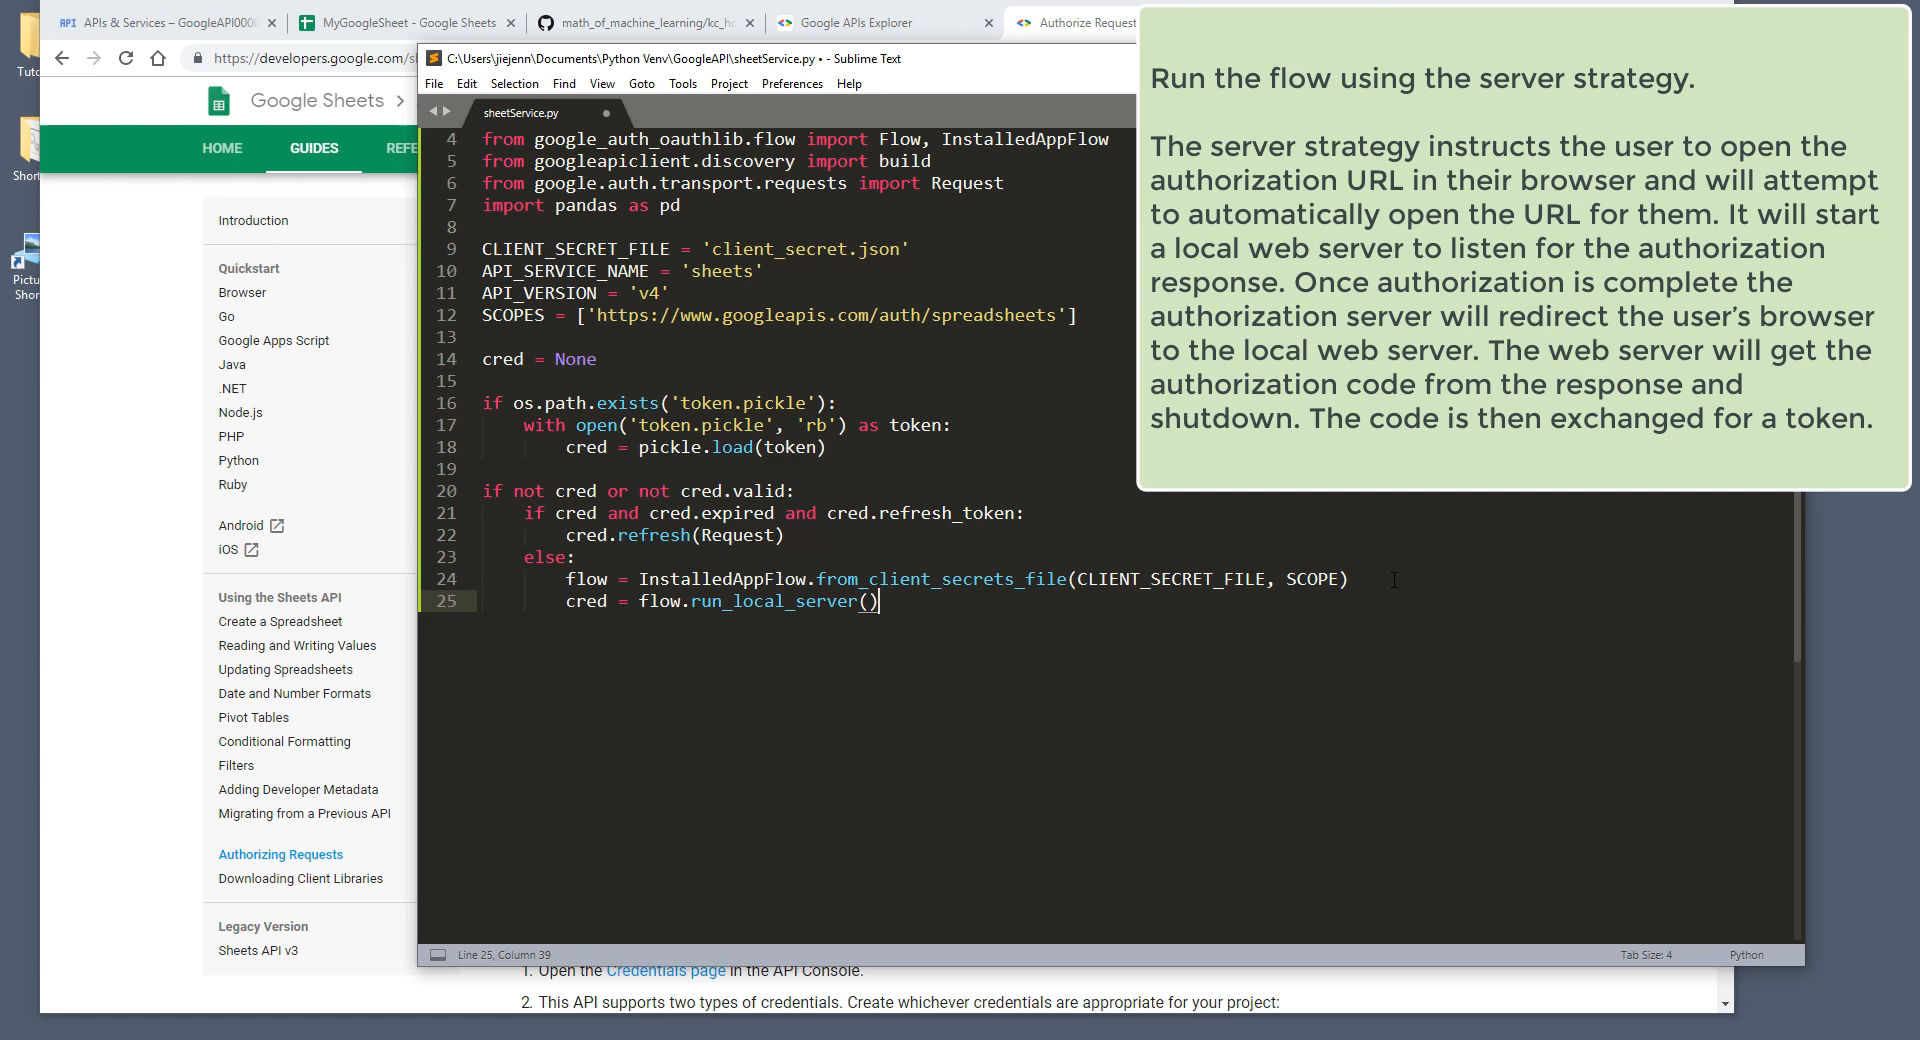 API APIs & Services – GoogleAPI000
MyGoogleSheet - Google Sheets
math_of_machine_learning/kc_ho
Google APIs Explorer
Authorize Request
https://developers.google.com/s
Google Sheets
HOME GUIDES REFE
Tuto
Short
Pictu
Shor
C:\Users\jiejenn\Documents\Python Venv\GoogleAPI\sheetService.py • - Sublime Text
File Edit Selection Find View Goto Tools Project Preferences Help
sheetService.py
4 from google_auth_oauthlib.flow import Flow, InstalledAppFlow
5 from googleapiclient.discovery import build
6 from google.auth.transport.requests import Request
7 import pandas as pd
8
9 CLIENT_SECRET_FILE = 'client_secret.json'
10 API_SERVICE_NAME = 'sheets'
11 API_VERSION = 'v4'
12 SCOPES = ['https://www.googleapis.com/auth/spreadsheets']
13
14 cred = None
15
16 if os.path.exists('token.pickle'):
17 with open('token.pickle', 'rb') as token:
18 cred = pickle.load(token)
19
20 if not cred or not cred.valid:
21 if cred and cred.expired and cred.refresh_token:
22 cred.refresh(Request)
23 else:
24 flow = InstalledAppFlow.from_client_secrets_file(CLIENT_SECRET_FILE, SCOPE)
25 cred = flow.run_local_server()
Line 25, Column 39
Tab Size: 4
Python
Run the flow using the server strategy.
The server strategy instructs the user to open the
authorization URL in their browser and will attempt
to automatically open the URL for them. It will start
a local web server to listen for the authorization
response. Once authorization is complete the
authorization server will redirect the user’s browser
to the local web server. The web server will get the
authorization code from the response and
shutdown. The code is then exchanged for a token.
Introduction
Quickstart
Browser
Go
Google Apps Script
Java
.NET
Node.js
PHP
Python
Ruby
Android
iOS
Using the Sheets API
Create a Spreadsheet
Reading and Writing Values
Updating Spreadsheets
Date and Number Formats
Pivot Tables
Conditional Formatting
Filters
Adding Developer Metadata
Migrating from a Previous API
Authorizing Requests
Downloading Client Libraries
Legacy Version
Sheets API v3
1. Open the Credentials page in the API Console.
2. This API supports two types of credentials. Create whichever credentials are appropriate for your project: